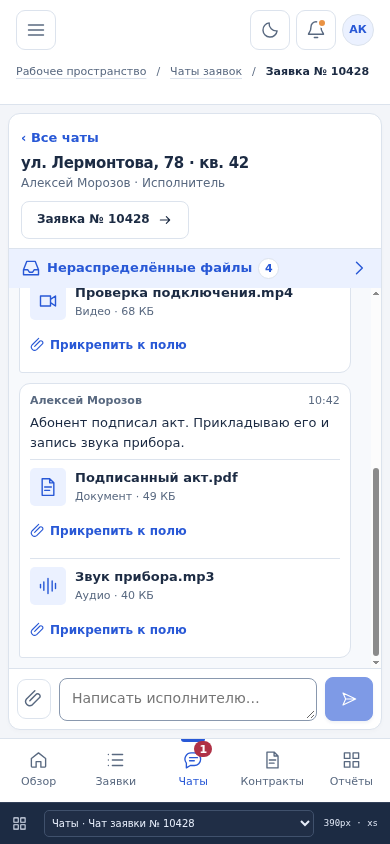 АК
Рабочее пространство / Чаты заявок / Заявка № 10428
‹ Все чаты
ул. Лермонтова, 78 · кв. 42
Алексей Морозов · Исполнитель
Заявка № 10428 →
Нераспределённые файлы 4
Проверка подключения.mp4
Видео · 68 КБ
Прикрепить к полю
Алексей Морозов 10:42
Абонент подписал акт. Прикладываю его и
запись звука прибора.
Подписанный акт.pdf
Документ · 49 КБ
Прикрепить к полю
Звук прибора.mp3
Аудио · 40 КБ
Прикрепить к полю
Написать исполнителю…
1
Обзор Заявки Чаты Контракты Отчёты
Чаты · Чат заявки № 10428 390px · xs